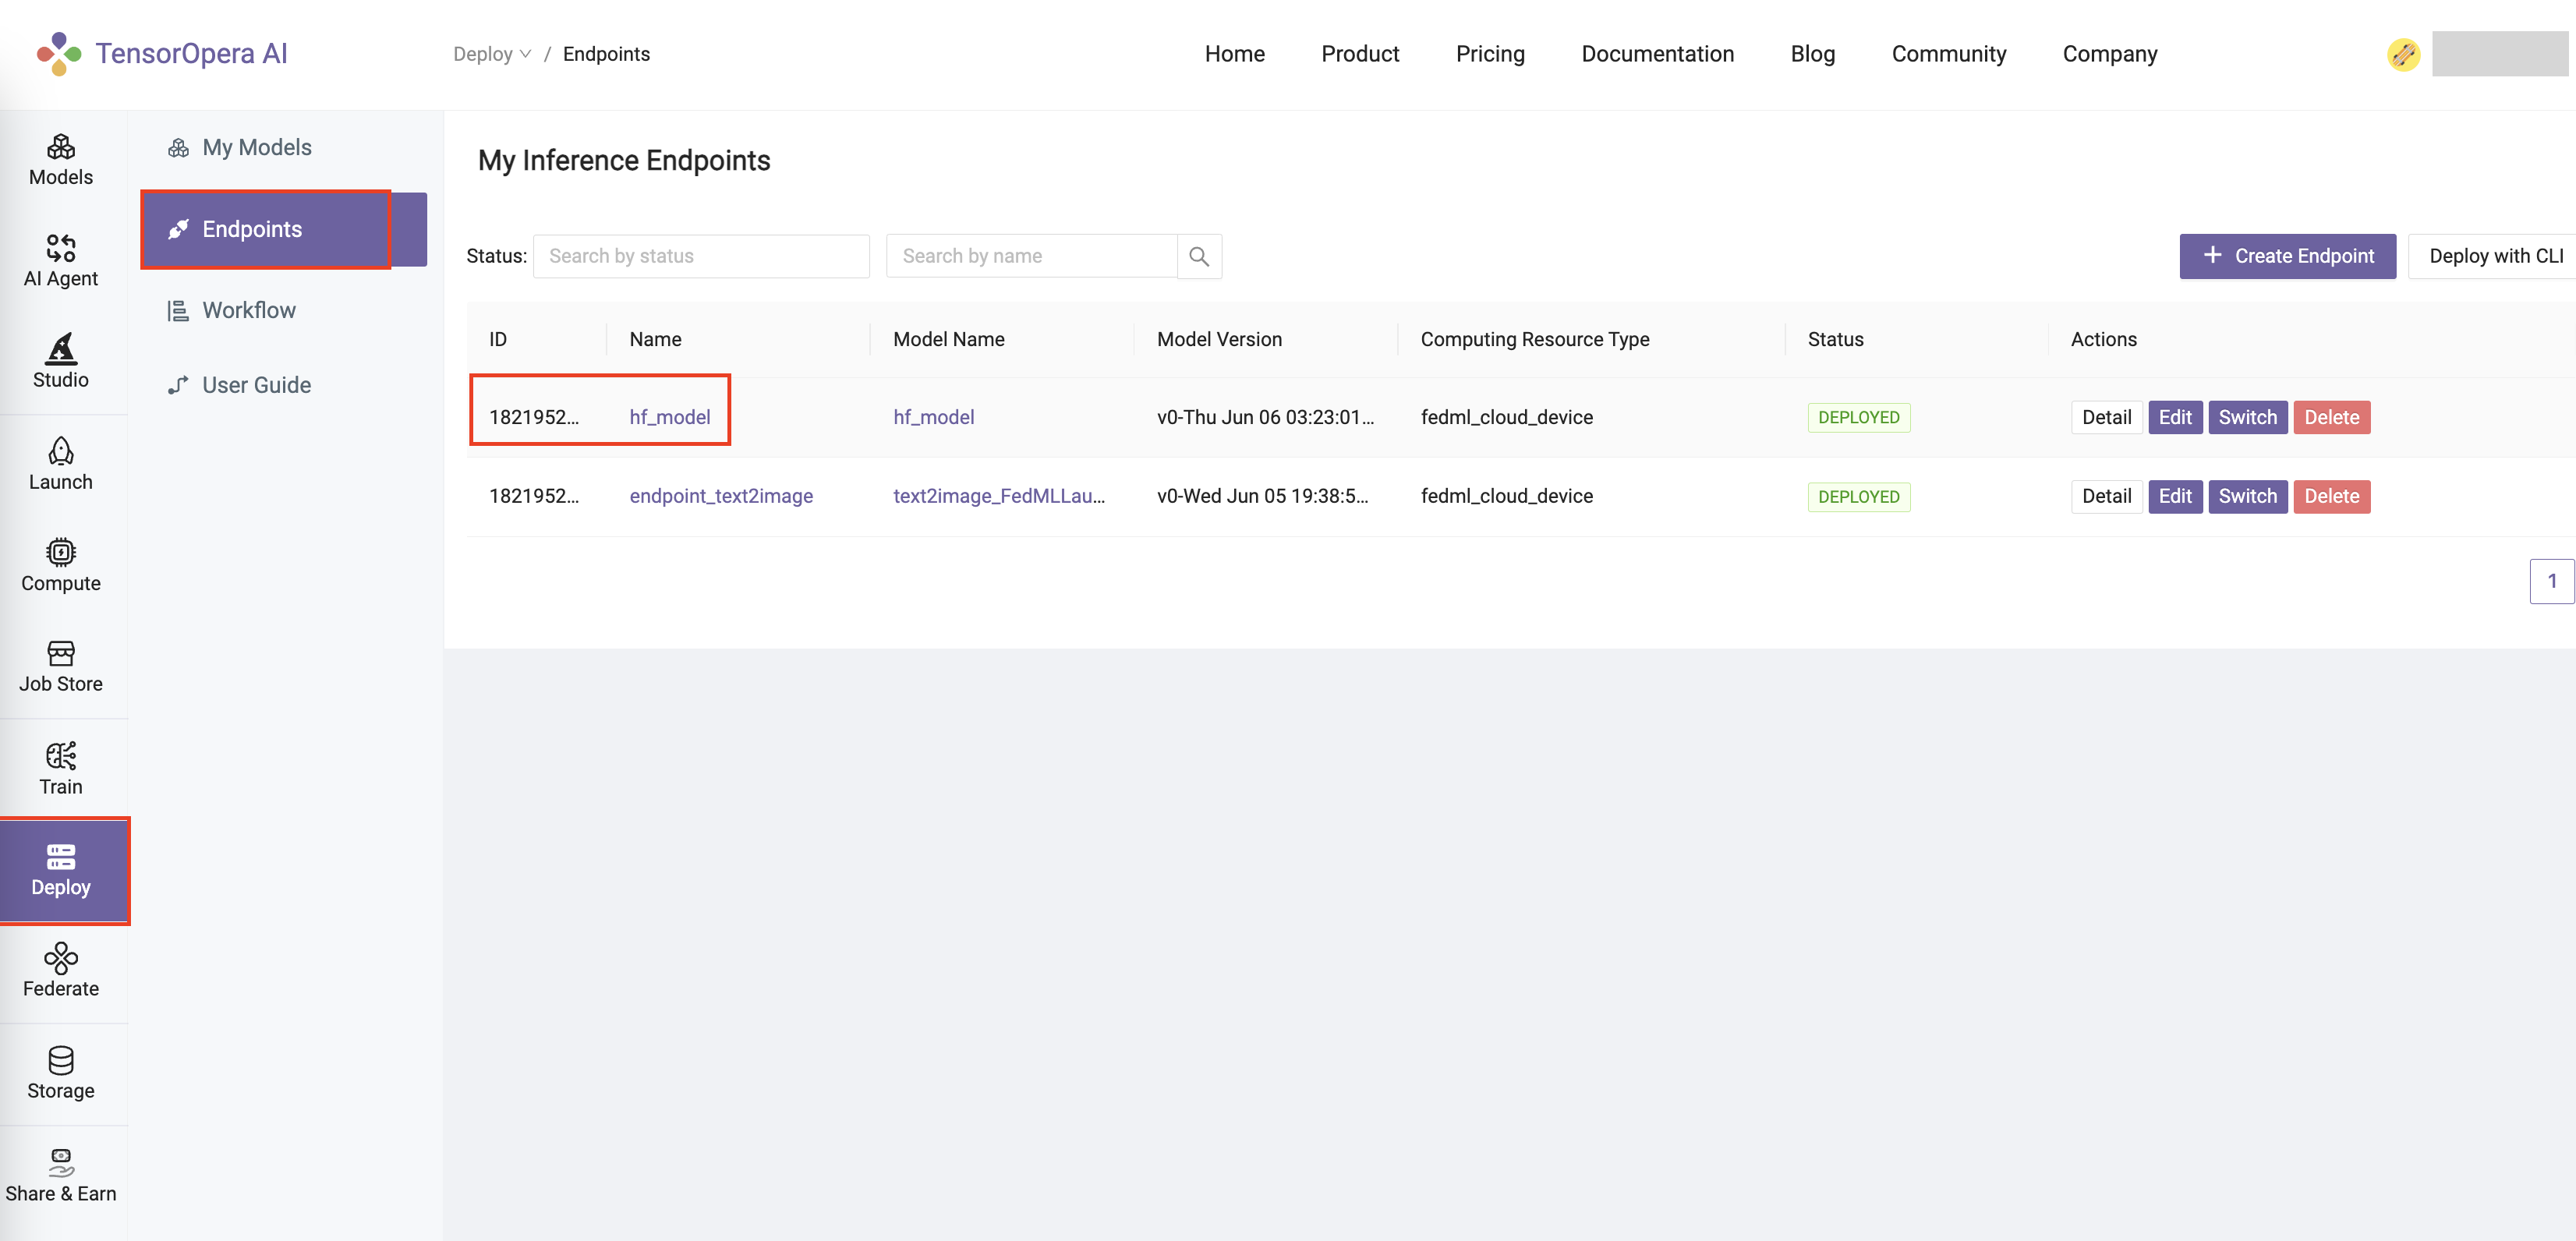 TensorOpera AI
Deploy / Endpoints
Home Product Pricing Documentation Blog Community Company
Models
AI Agent
Studio
Launch
Compute
Job Store
Train
Deploy
Federate
Storage
Share & Earn
My Models
Endpoints
Workflow
User Guide
My Inference Endpoints
Status: Search by status Search by name + Create Endpoint Deploy with CLI
ID Name Model Name Model Version Computing Resource Type Status Actions
1821952... hf_model hf_model v0-Thu Jun 06 03:23:01... fedml_cloud_device DEPLOYED Detail Edit Switch Delete
1821952... endpoint_text2image text2image_FedMLLau... v0-Wed Jun 05 19:38:5... fedml_cloud_device DEPLOYED Detail Edit Switch Delete
1